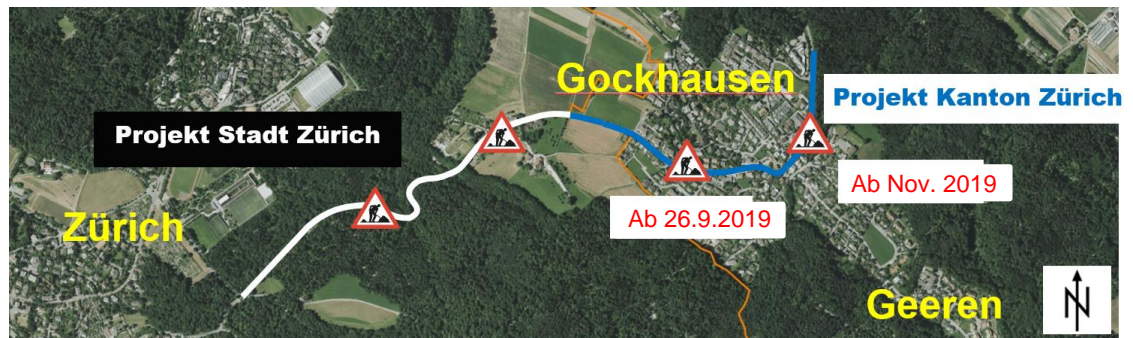 Gockhausen
Projekt Kanton Zürich
Projekt Stadt Zürich
Ab Nov. 2019
Zürich
Ab 26.9.2019
Geeren
N